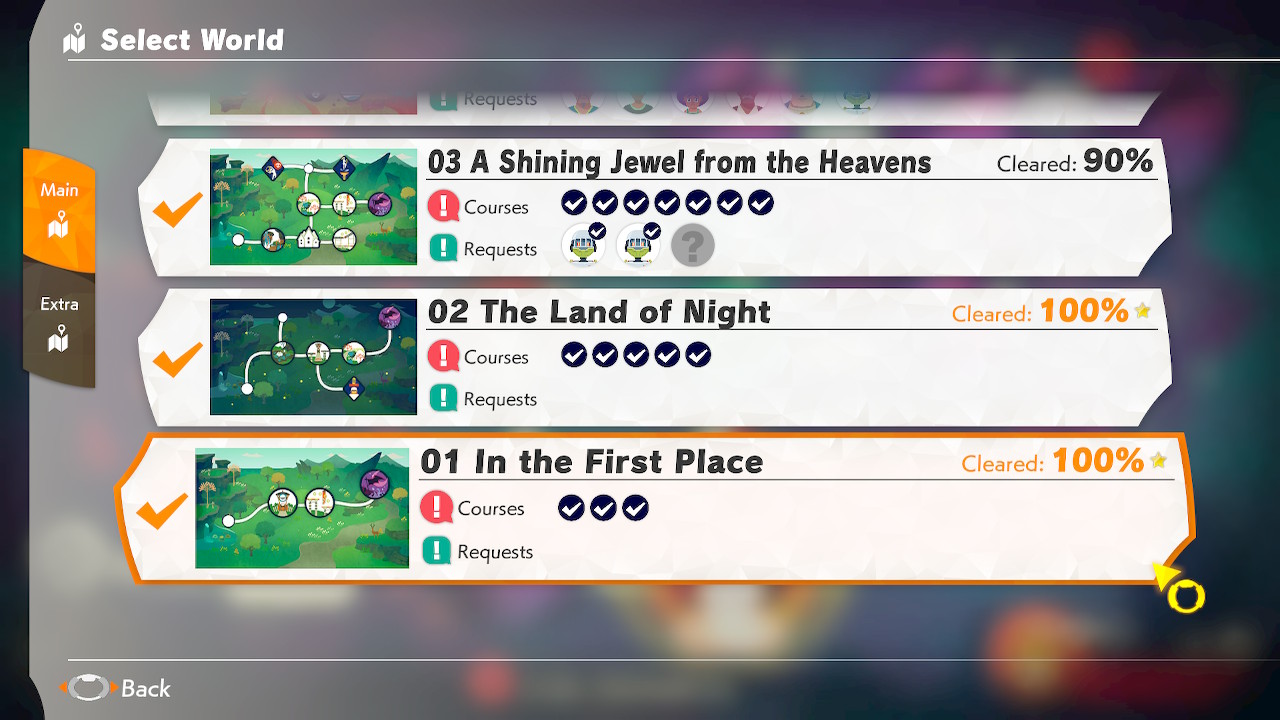 Select World
Requests
Main
Extra
03 A Shining Jewel from the Heavens Cleared: 90%
! Courses
! Requests ?
02 The Land of Night Cleared: 100%
! Courses
! Requests
01 In the First Place Cleared: 100%
! Courses
! Requests
Back